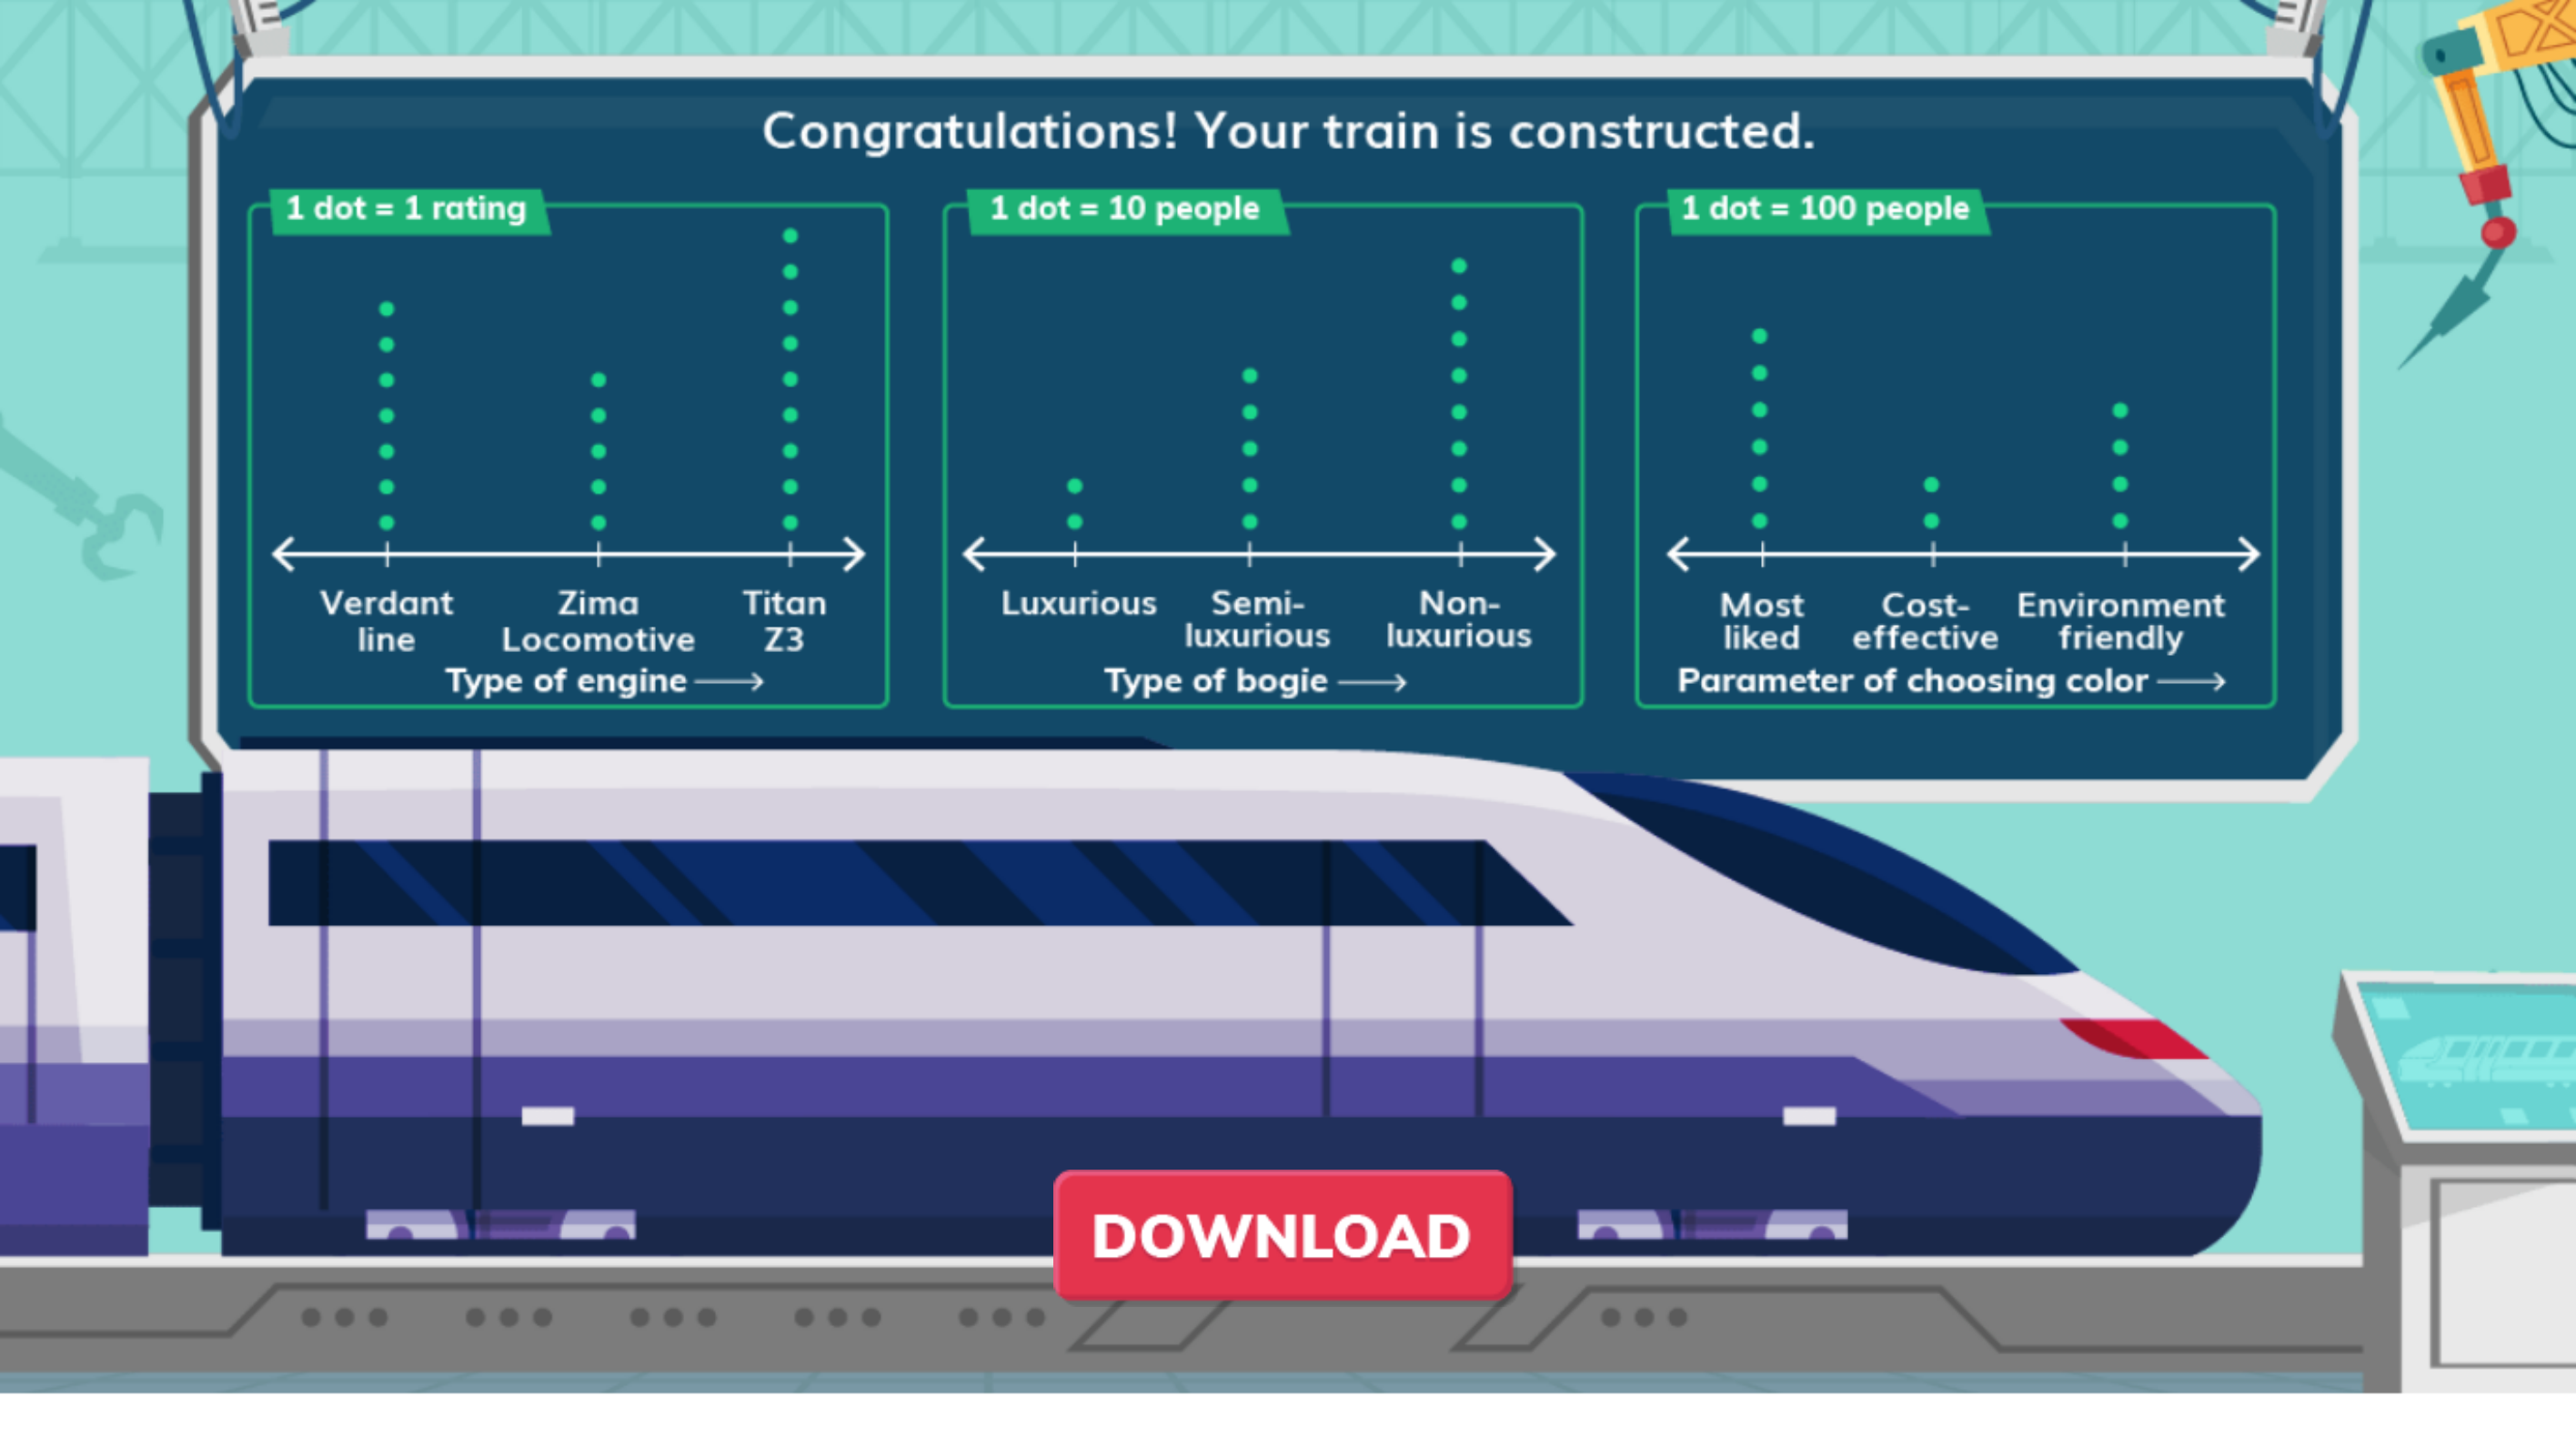 Congratulations! Your train is constructed.
1 dot = 1 rating
Verdant line
Zima Locomotive
Titan Z3
Type of engine
1 dot = 10 people
Luxurious
Semi-luxurious
Non-luxurious
Type of bogie
1 dot = 100 people
Most liked
Cost-effective
Environment friendly
Parameter of choosing color
DOWNLOAD